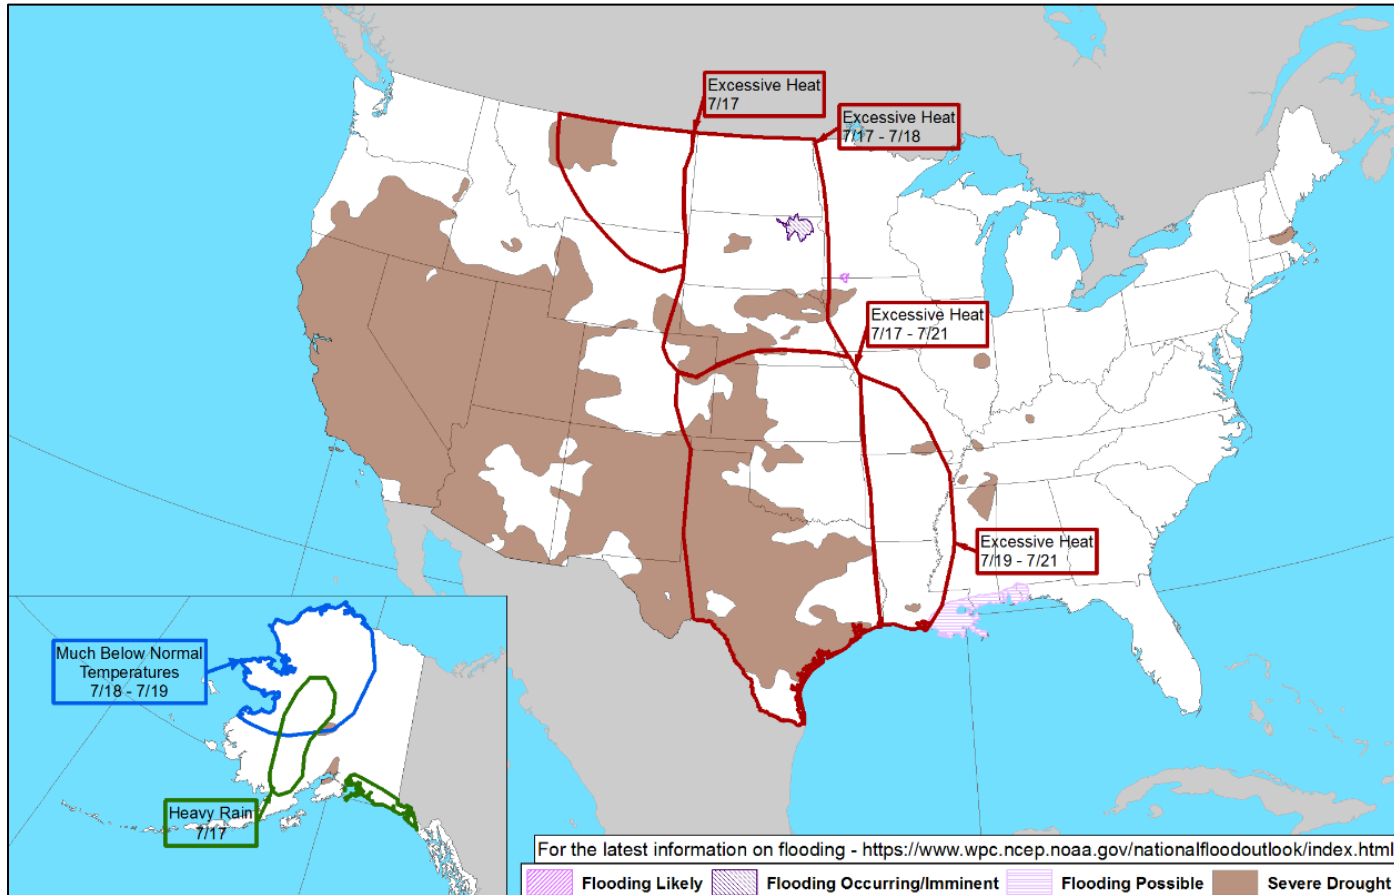 Excessive Heat
7/17
Excessive Heat
7/17 - 7/18
Excessive Heat
7/17 - 7/21
Excessive Heat
7/19 - 7/21
Much Below Normal
Temperatures
7/18 - 7/19
Heavy Rain
7/17
For the latest information on flooding - https://www.wpc.ncep.noaa.gov/nationalfloodoutlook/index.html
Flooding Likely
Flooding Occurring/Imminent
Flooding Possible
Severe Drought